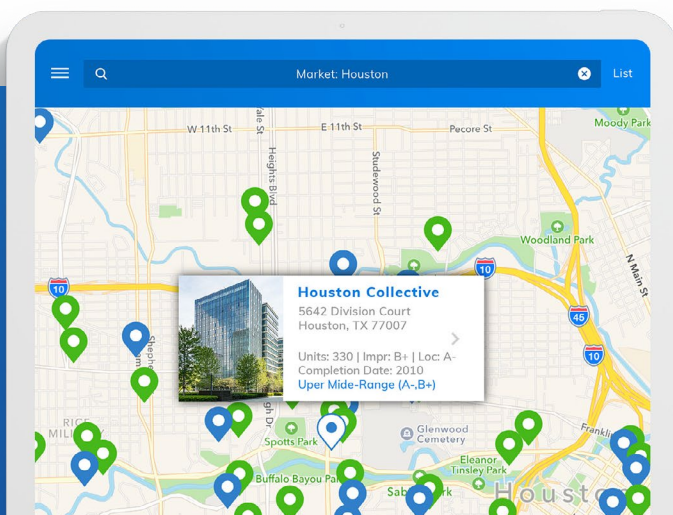 Market: Houston
List
W 11th St
E 11th St
Pecore St
Moody Park
Heights Blvd
Studewood St
Woodland Park
10
N Main St
10
45
10
Houston Collective
5642 Division Court
Houston, TX 77007
Units: 330 | Impr: B+ | Loc: A-
Completion Date: 2010
Uper Mide-Range (A-,B+)
Spotts Park
Glenwood
Cemetery
Eleanor
Tinsley Park
Buffalo Bayou Park